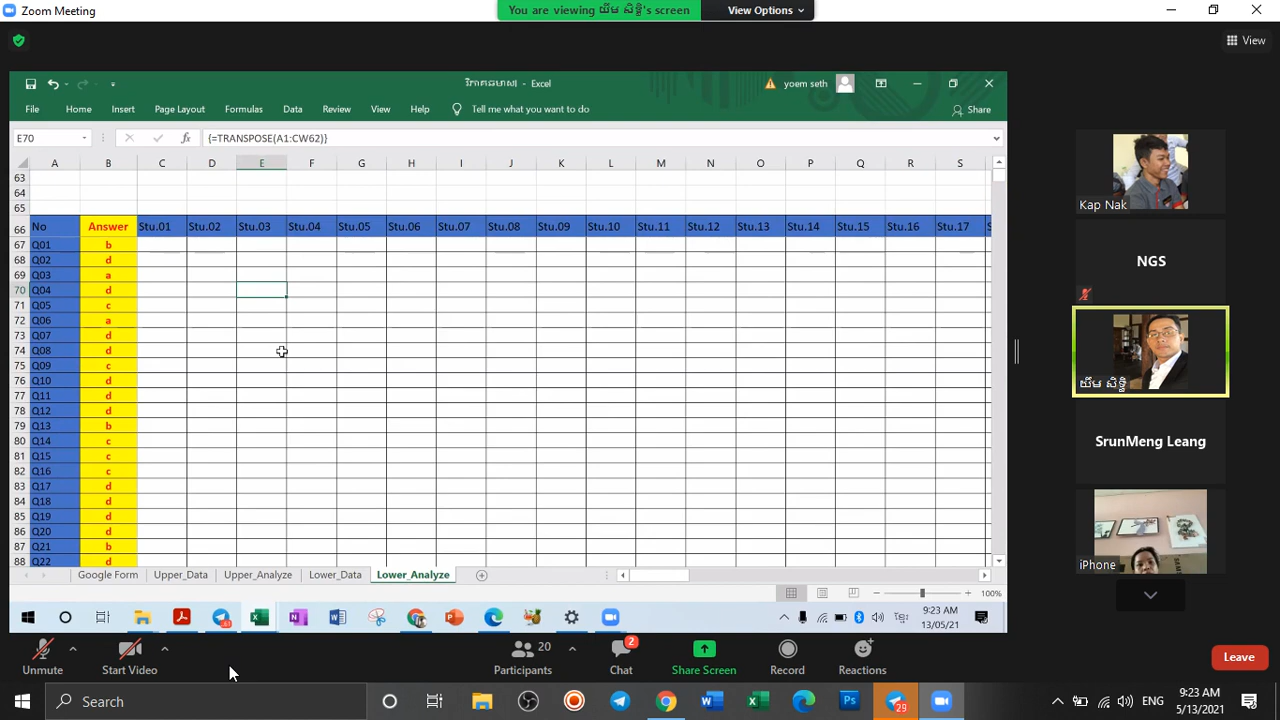 Zoom Meeting
You are viewing យឹម សិទ្ធិ's screen
View Options
View
វិភាគឆមាស១ - Excel
yoem seth
File Home Insert Page Layout Formulas Data Review View Help Tell me what you want to do Share
E70 fx {=TRANSPOSE(A1:CW62)}
A B C D E F G H I J K L M N O P Q R S
63
64
65
66 No Answer Stu.01 Stu.02 Stu.03 Stu.04 Stu.05 Stu.06 Stu.07 Stu.08 Stu.09 Stu.10 Stu.11 Stu.12 Stu.13 Stu.14 Stu.15 Stu.16 Stu.17
67 Q01 b
68 Q02 d
69 Q03 a
70 Q04 d
71 Q05 c
72 Q06 a
73 Q07 d
74 Q08 d
75 Q09 c
76 Q10 d
77 Q11 d
78 Q12 d
79 Q13 b
80 Q14 c
81 Q15 c
82 Q16 c
83 Q17 d
84 Q18 d
85 Q19 d
86 Q20 d
87 Q21 b
88 Q22 d
Google Form Upper_Data Upper_Analyze Lower_Data Lower_Analyze
100%
9:23 AM
13/05/21
Kap Nak
NGS
យឹម សិទ្ធិ
SrunMeng Leang
iPhone
Unmute Start Video Participants 20 Chat 2 Share Screen Record Reactions Leave
Search
29
ENG
9:23 AM
5/13/2021